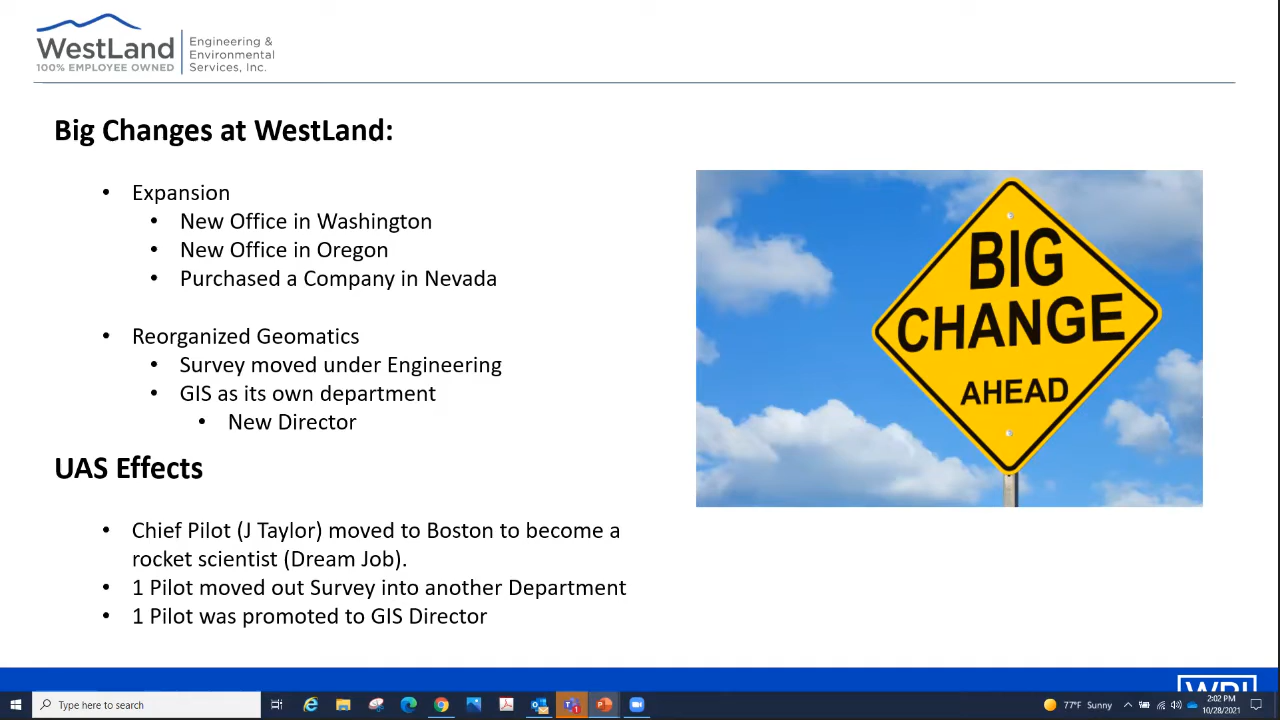 WestLand
100% EMPLOYEE OWNED
Engineering &
Environmental
Services, Inc.
Big Changes at WestLand:
• Expansion
• New Office in Washington
• New Office in Oregon
• Purchased a Company in Nevada
• Reorganized Geomatics
• Survey moved under Engineering
• GIS as its own department
• New Director
BIG
CHANGE
AHEAD
UAS Effects
• Chief Pilot (J Taylor) moved to Boston to become a
rocket scientist (Dream Job).
• 1 Pilot moved out Survey into another Department
• 1 Pilot was promoted to GIS Director
Type here to search
77°F Sunny
2:02 PM
10/28/2021